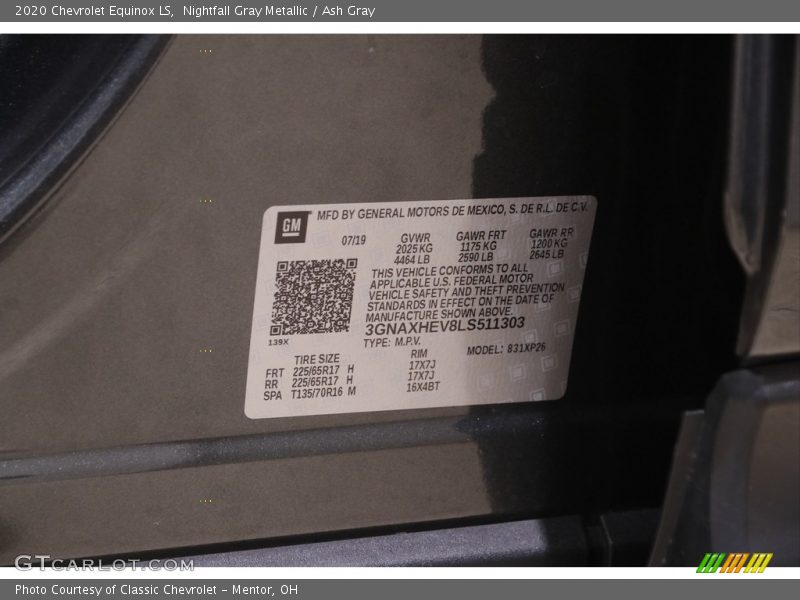 2020 Chevrolet Equinox LS,  Nightfall Gray Metallic / Ash Gray
GM
MFD BY GENERAL MOTORS DE MEXICO, S. DE R.L. DE C.V.
07/19
GVWR GAWR FRT GAWR RR
2025 KG 1175 KG 1200 KG
4464 LB 2590 LB 2645 LB
THIS VEHICLE CONFORMS TO ALL
APPLICABLE U.S. FEDERAL MOTOR
VEHICLE SAFETY AND THEFT PREVENTION
STANDARDS IN EFFECT ON THE DATE OF
MANUFACTURE SHOWN ABOVE.
3GNAXHEV8LS511303
139X
TYPE: M.P.V.
MODEL: 831XP26
TIRE SIZE RIM
FRT 225/65R17 H 17X7J
RR 225/65R17 H 17X7J
SPA T135/70R16 M 16X4BT
GTCARLOT.COM
Photo Courtesy of Classic Chevrolet - Mentor, OH